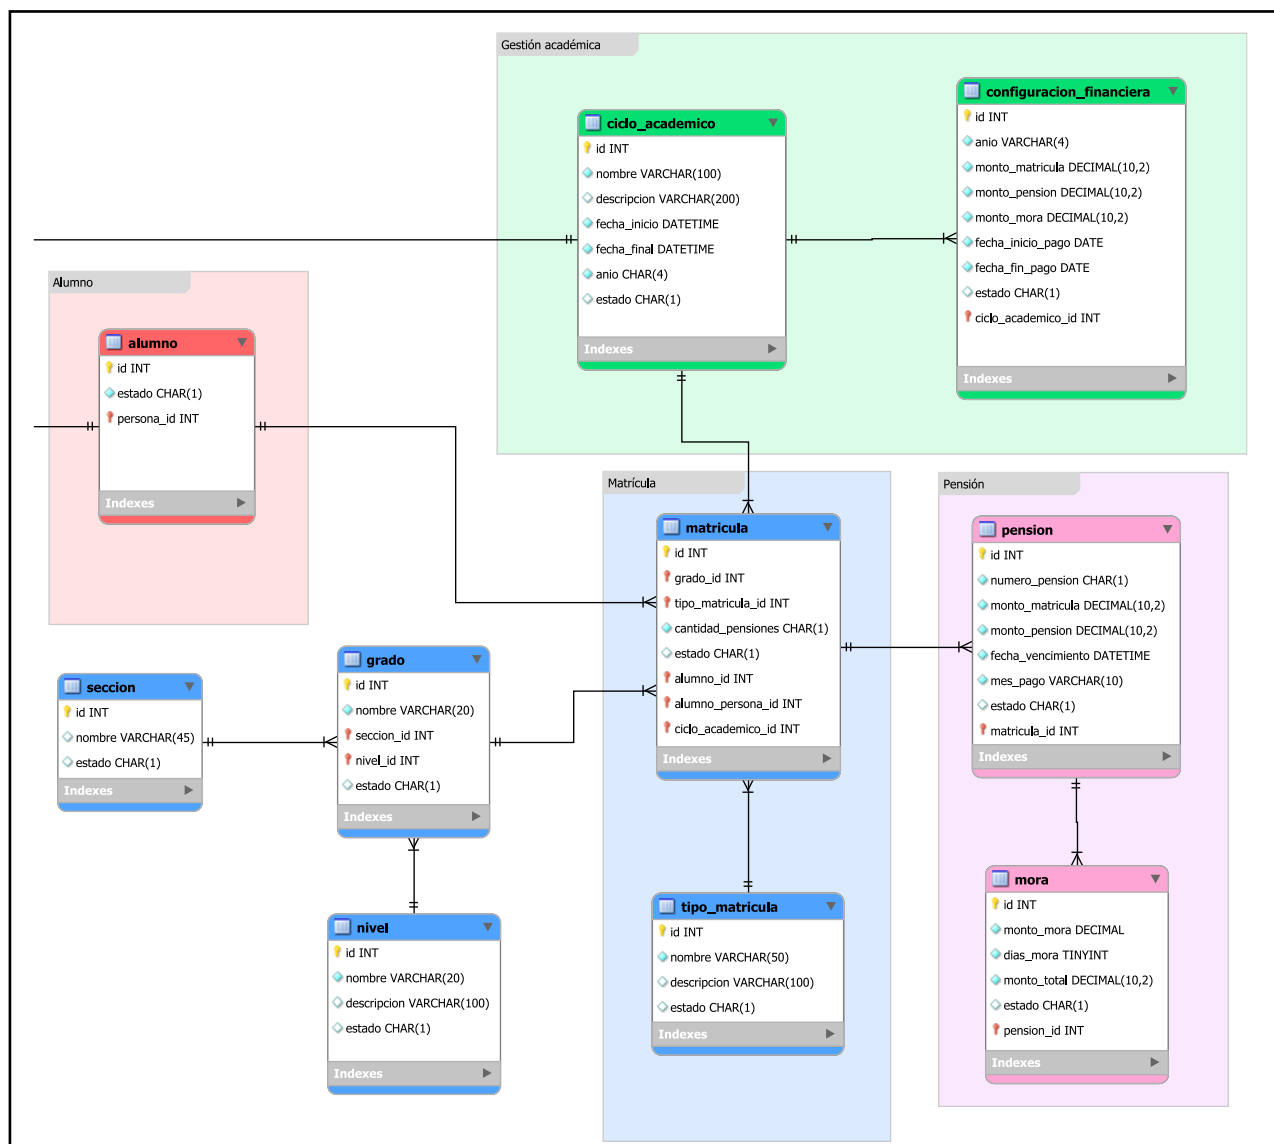 Gestión académica
ciclo_academico
id INT
nombre VARCHAR(100)
descripcion VARCHAR(200)
fecha_inicio DATETIME
fecha_final DATETIME
anio CHAR(4)
estado CHAR(1)
Indexes
configuracion_financiera
id INT
anio VARCHAR(4)
monto_matricula DECIMAL(10,2)
monto_pension DECIMAL(10,2)
monto_mora DECIMAL(10,2)
fecha_inicio_pago DATE
fecha_fin_pago DATE
estado CHAR(1)
ciclo_academico_id INT
Indexes
Alumno
alumno
id INT
estado CHAR(1)
persona_id INT
Indexes
Matrícula
matricula
id INT
grado_id INT
tipo_matricula_id INT
cantidad_pensiones CHAR(1)
estado CHAR(1)
alumno_id INT
alumno_persona_id INT
ciclo_academico_id INT
Indexes
Pensión
pension
id INT
numero_pension CHAR(1)
monto_matricula DECIMAL(10,2)
monto_pension DECIMAL(10,2)
fecha_vencimiento DATETIME
mes_pago VARCHAR(10)
estado CHAR(1)
matricula_id INT
Indexes
seccion
id INT
nombre VARCHAR(45)
estado CHAR(1)
Indexes
grado
id INT
nombre VARCHAR(20)
seccion_id INT
nivel_id INT
estado CHAR(1)
Indexes
nivel
id INT
nombre VARCHAR(20)
descripcion VARCHAR(100)
estado CHAR(1)
Indexes
tipo_matricula
id INT
nombre VARCHAR(50)
descripcion VARCHAR(100)
estado CHAR(1)
Indexes
mora
id INT
monto_mora DECIMAL
dias_mora TINYINT
monto_total DECIMAL(10,2)
estado CHAR(1)
pension_id INT
Indexes